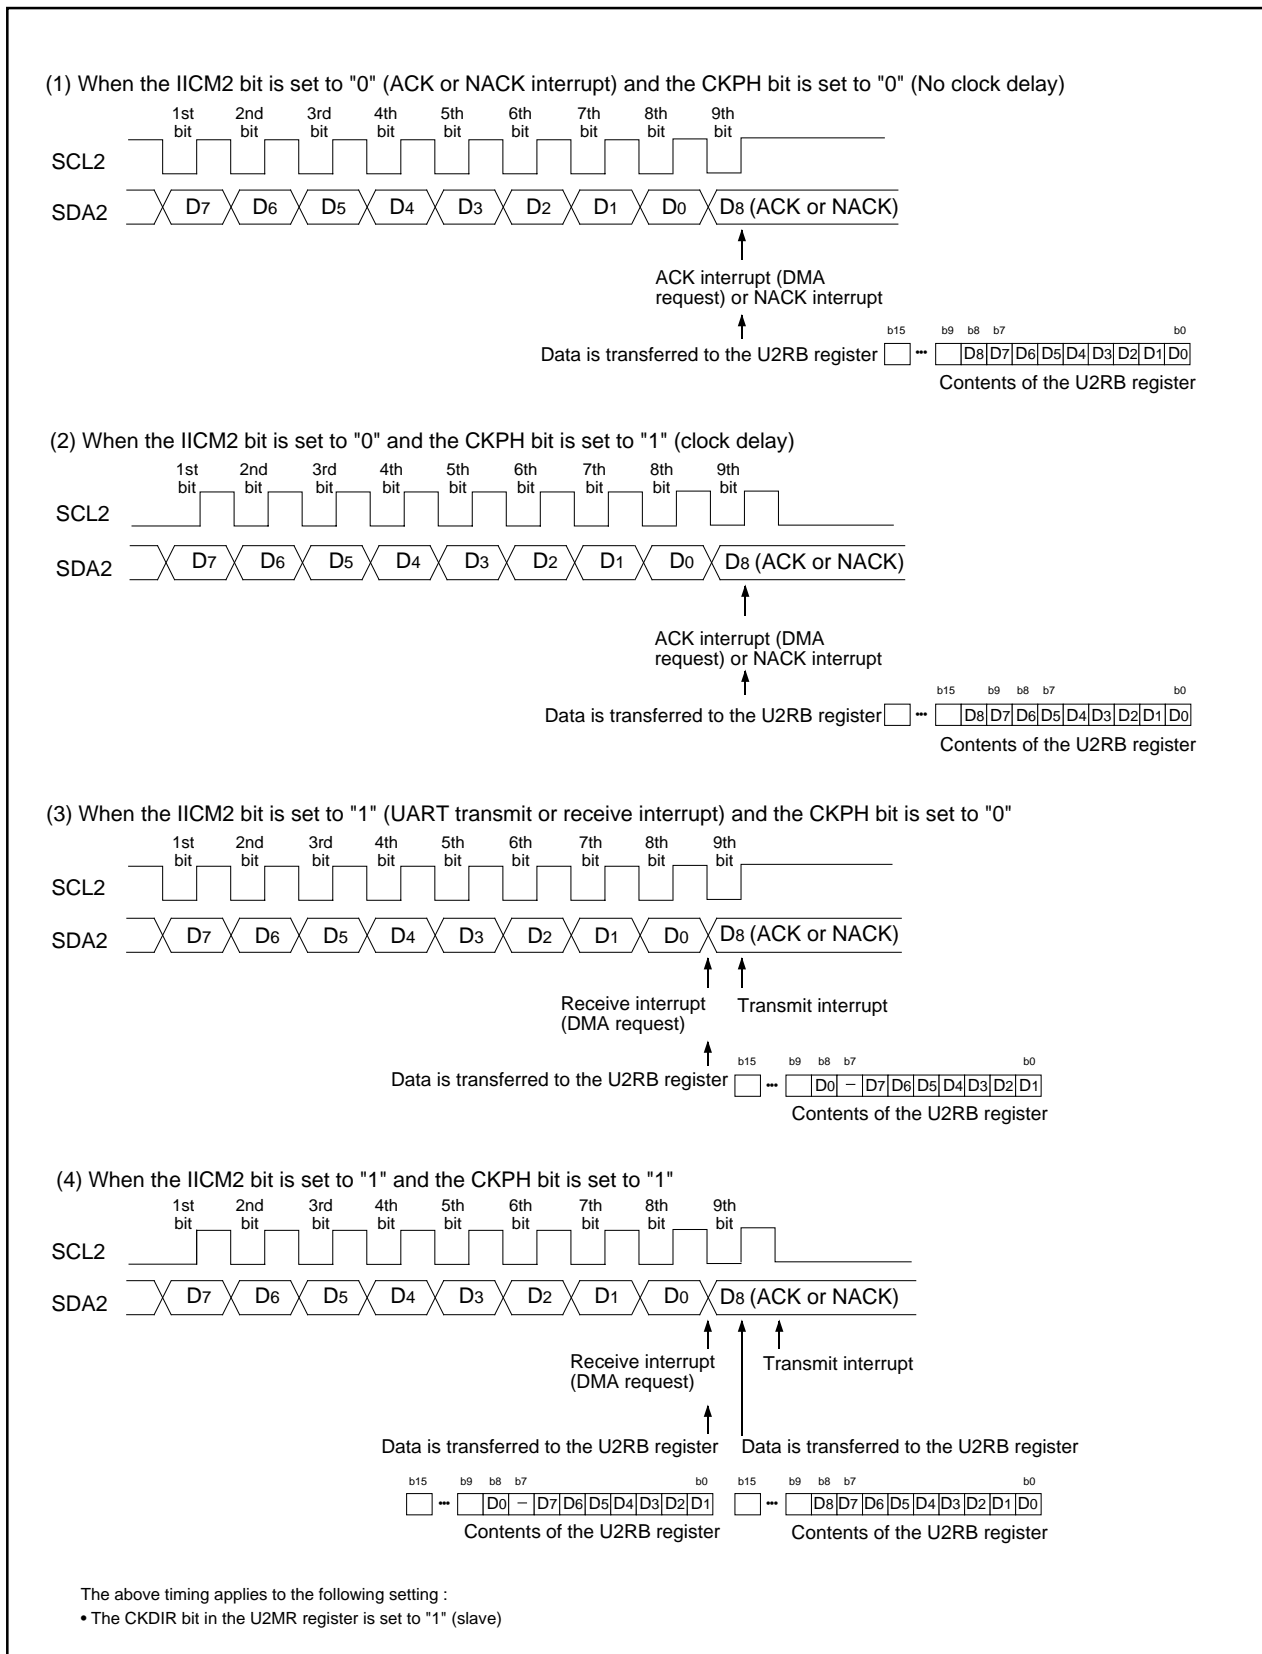 (1) When the IICM2 bit is set to "0" (ACK or NACK interrupt) and the CKPH bit is set to "0" (No clock delay)
1st bit 2nd bit 3rd bit 4th bit 5th bit 6th bit 7th bit 8th bit 9th bit
SCL2
SDA2 D7 D6 D5 D4 D3 D2 D1 D0 D8 (ACK or NACK)
ACK interrupt (DMA
request) or NACK interrupt
b15 b9 b8 b7 b0
Data is transferred to the U2RB register ••• D8 D7 D6 D5 D4 D3 D2 D1 D0
Contents of the U2RB register
(2) When the IICM2 bit is set to "0" and the CKPH bit is set to "1" (clock delay)
1st bit 2nd bit 3rd bit 4th bit 5th bit 6th bit 7th bit 8th bit 9th bit
SCL2
SDA2 D7 D6 D5 D4 D3 D2 D1 D0 D8 (ACK or NACK)
ACK interrupt (DMA
request) or NACK interrupt
b15 b9 b8 b7 b0
Data is transferred to the U2RB register ••• D8 D7 D6 D5 D4 D3 D2 D1 D0
Contents of the U2RB register
(3) When the IICM2 bit is set to "1" (UART transmit or receive interrupt) and the CKPH bit is set to "0"
1st bit 2nd bit 3rd bit 4th bit 5th bit 6th bit 7th bit 8th bit 9th bit
SCL2
SDA2 D7 D6 D5 D4 D3 D2 D1 D0 D8 (ACK or NACK)
Receive interrupt Transmit interrupt
(DMA request)
b15 b9 b8 b7 b0
Data is transferred to the U2RB register ••• D0 – D7 D6 D5 D4 D3 D2 D1
Contents of the U2RB register
(4) When the IICM2 bit is set to "1" and the CKPH bit is set to "1"
1st bit 2nd bit 3rd bit 4th bit 5th bit 6th bit 7th bit 8th bit 9th bit
SCL2
SDA2 D7 D6 D5 D4 D3 D2 D1 D0 D8 (ACK or NACK)
Receive interrupt Transmit interrupt
(DMA request)
Data is transferred to the U2RB register Data is transferred to the U2RB register
b15 b9 b8 b7 b0 b15 b9 b8 b7 b0
••• D0 – D7 D6 D5 D4 D3 D2 D1 ••• D8 D7 D6 D5 D4 D3 D2 D1 D0
Contents of the U2RB register Contents of the U2RB register
The above timing applies to the following setting :
• The CKDIR bit in the U2MR register is set to "1" (slave)